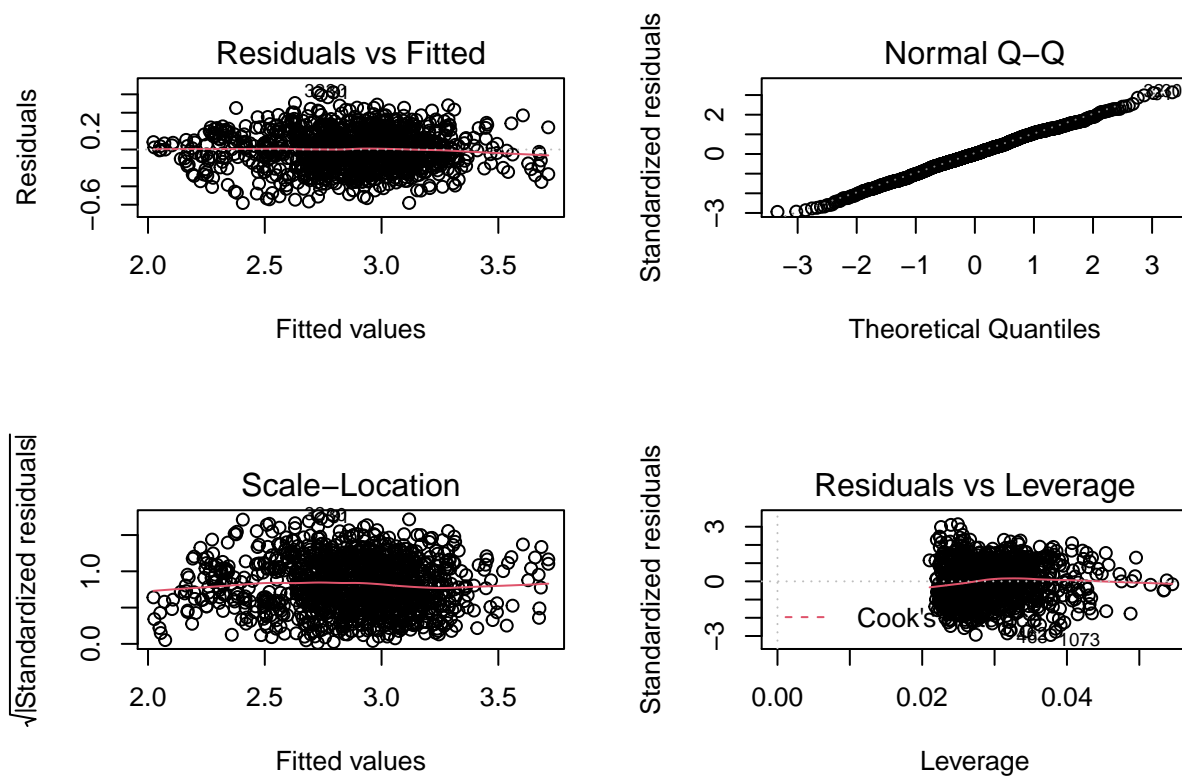 Residuals vs Fitted
Residuals
0.2
−0.6
2.0 2.5 3.0 3.5
Fitted values
Normal Q−Q
Standardized residuals
2
0
−3
−3 −2 −1 0 1 2 3
Theoretical Quantiles
Scale−Location
√|Standardized residuals|
1.0
0.0
2.0 2.5 3.0 3.5
Fitted values
Residuals vs Leverage
Standardized residuals
3
0
−3
Cook's
1073
0.00 0.02 0.04
Leverage